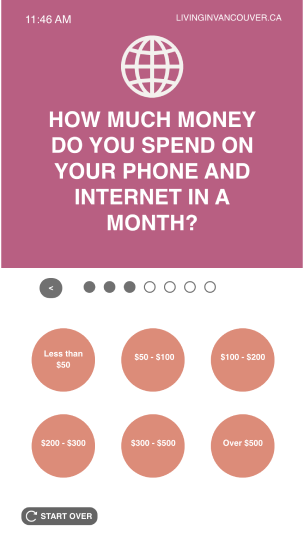 11:46 AM
LIVINGINVANCOUVER.CA
HOW MUCH MONEY
DO YOU SPEND ON
YOUR PHONE AND
INTERNET IN A
MONTH?
<
Less than
$50
$50 - $100
$100 - $200
$200 - $300
$300 - $500
Over $500
START OVER